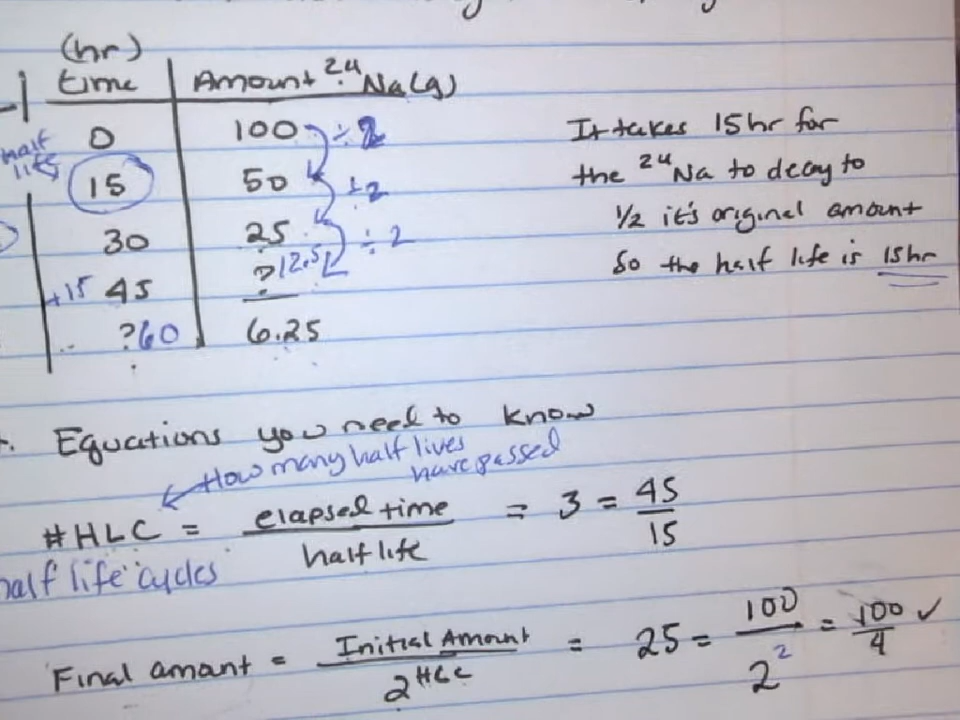 (hr)
time Amount ²⁴Na(g)
0 100 ÷ 2
half
life
15 50 ÷2
30 25 ÷ 2
+15 45 ? 12.5
?60 6.25
It takes 15hr for
the ²⁴Na to decay to
1/2 it's original amount
So the half life is 15hr
Equations you need to know
How many half lives
have passed
#HLC = elapsed time / half life = 3 = 45/15
half life cycles
Final amount = Initial Amount / 2^HLC = 25 = 100/2² = 100/4 ✓